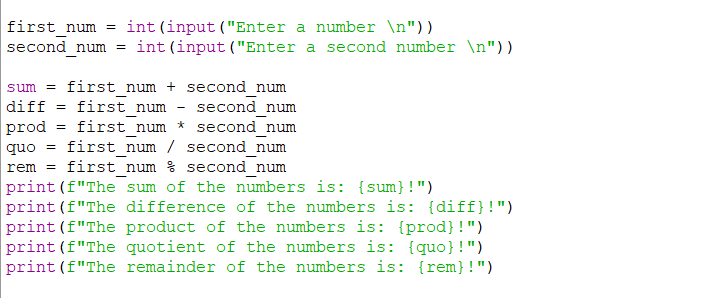 first_num = int(input("Enter a number \n"))
second_num = int(input("Enter a second number \n"))
sum = first_num + second_num
diff = first_num - second_num
prod = first_num * second_num
quo = first_num / second_num
rem = first_num % second_num
print(f"The sum of the numbers is: {sum}!")
print(f"The difference of the numbers is: {diff}!")
print(f"The product of the numbers is: {prod}!")
print(f"The quotient of the numbers is: {quo}!")
print(f"The remainder of the numbers is: {rem}!")